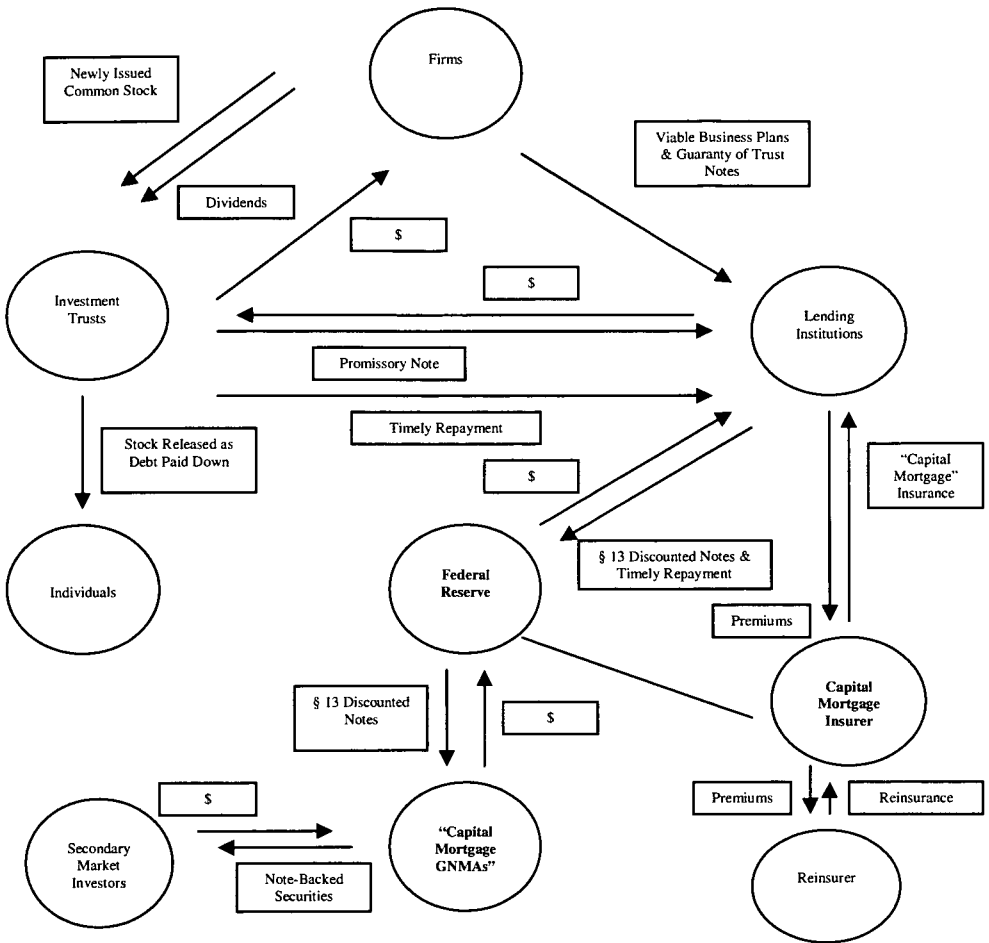 Firms
Newly Issued
Common Stock
Viable Business Plans
& Guaranty of Trust
Notes
Dividends
$
$
Investment
Trusts
Lending
Institutions
Promissory Note
Timely Repayment
Stock Released as
Debt Paid Down
$
“Capital
Mortgage”
Insurance
Individuals
Federal
Reserve
§ 13 Discounted Notes &
Timely Repayment
Premiums
§ 13 Discounted
Notes
$
Capital
Mortgage
Insurer
$
Premiums
Reinsurance
Secondary
Market
Investors
“Capital
Mortgage
GNMAs”
Note-Backed
Securities
Reinsurer